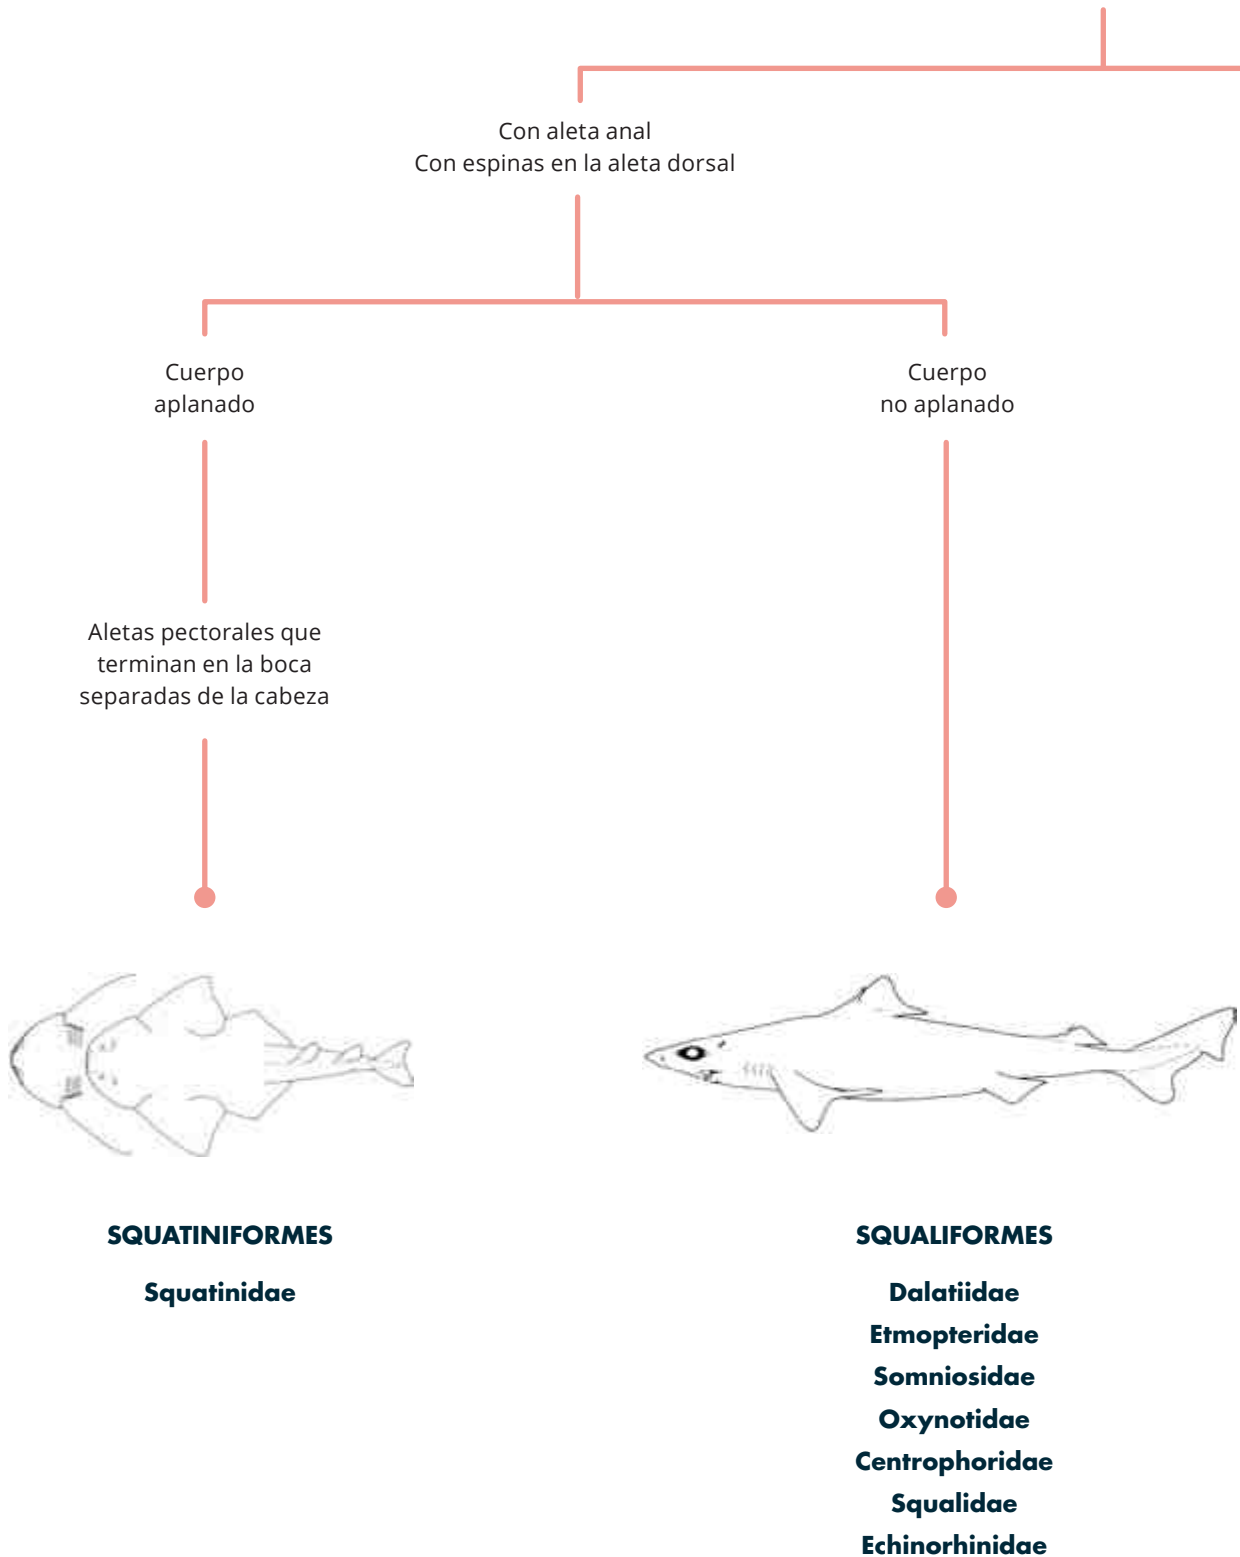 Con aleta anal
Con espinas en la aleta dorsal
Cuerpo
aplanado
Cuerpo
no aplanado
Aletas pectorales que
terminan en la boca
separadas de la cabeza
SQUATINIFORMES
Squatinidae
SQUALIFORMES
Dalatiidae
Etmopteridae
Somniosidae
Oxynotidae
Centrophoridae
Squalidae
Echinorhinidae